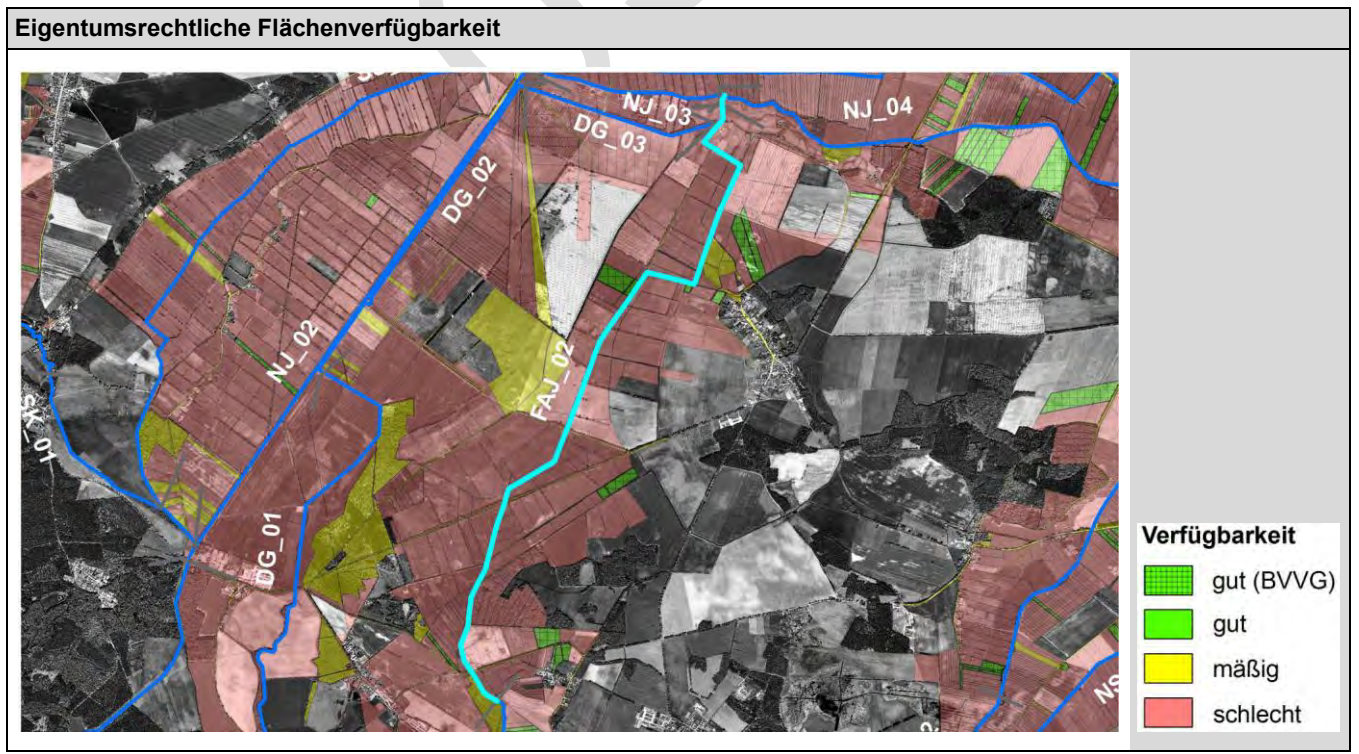 Eigentumsrechtliche Flächenverfügbarkeit
NJ_03
NJ_04
DG_03
DG_02
NJ_02
FAJ_02
SK_01
DG_01
Verfügbarkeit
gut (BVVG)
gut
mäßig
schlecht